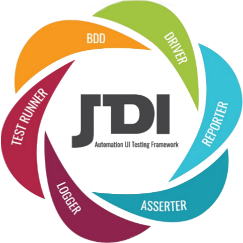 BDD
DRIVER
REPORTER
ASSERTER
LOGGER
TEST RUNNER
JDI
Automation UI Testing Framework